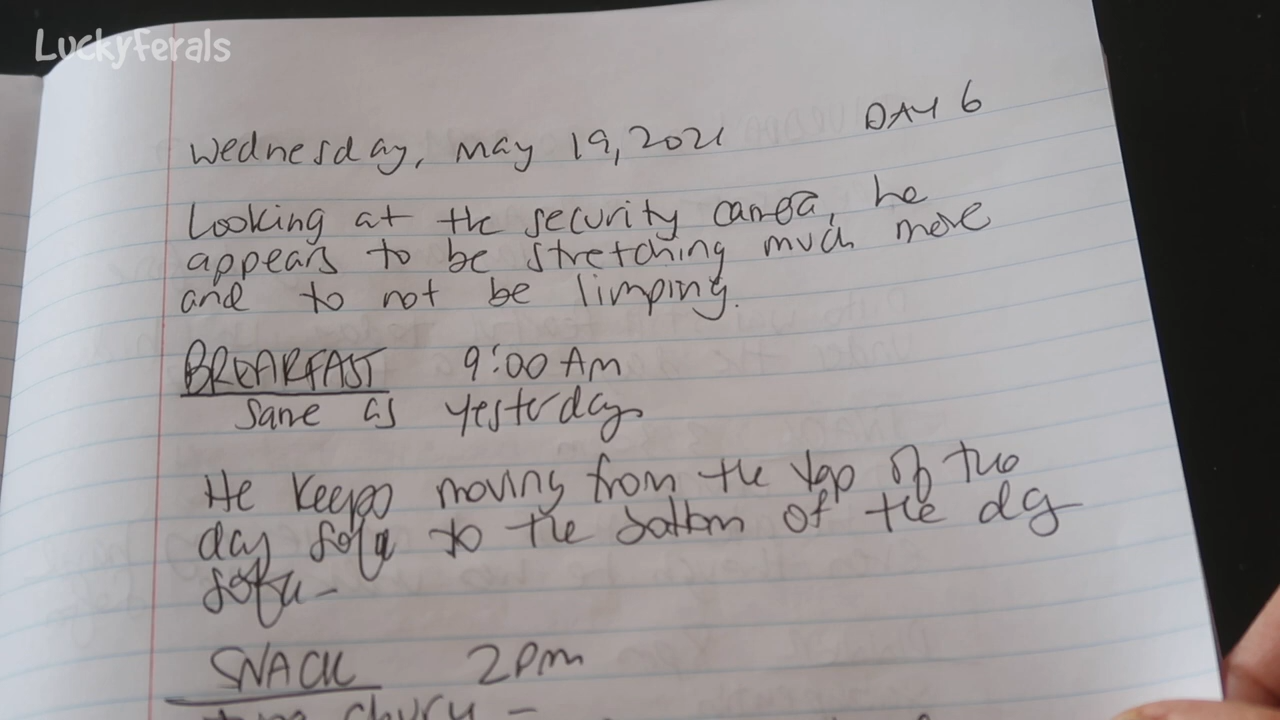 Luckyferals
DAY 6
Wednesday, May 19, 2021
Looking at the security camera, he
appears to be stretching much more
and to not be limping.
BREAKFAST 9:00 AM
Same as yesterday
He keeps moving from the top of the
day sofa to the bottom of the day
sofa-
SNACK 2pm